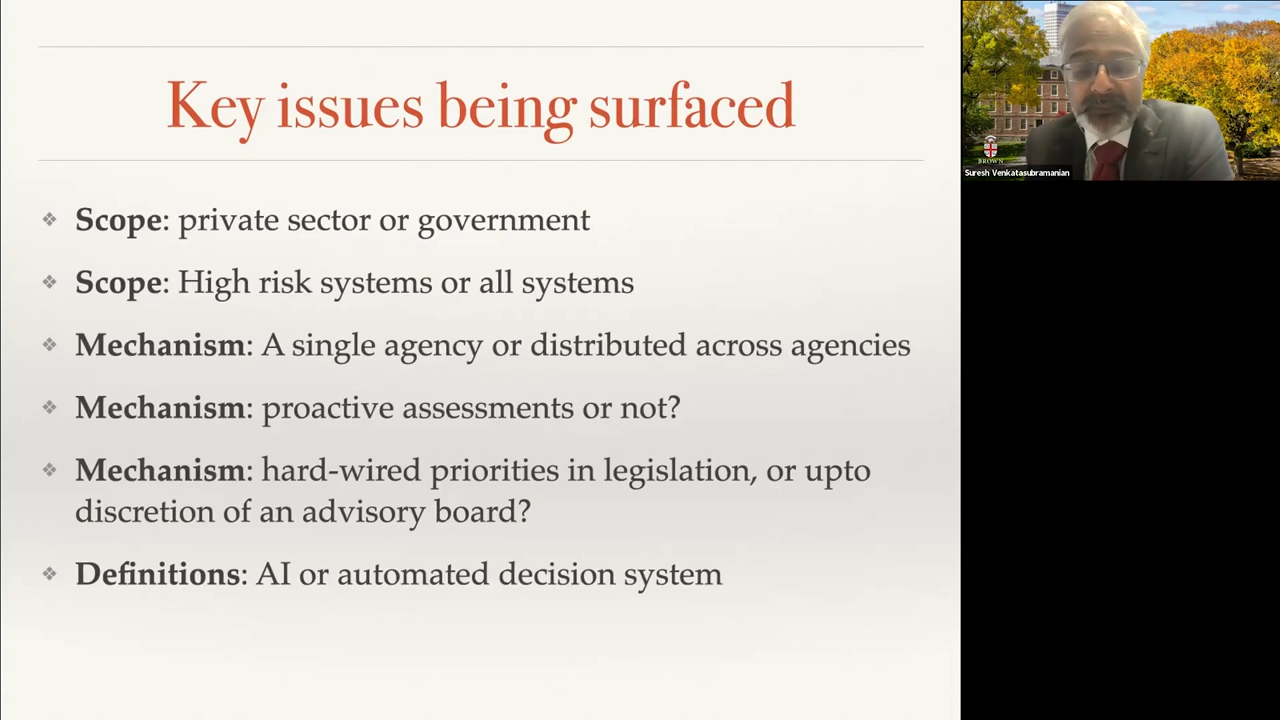 Key issues being surfaced
Scope: private sector or government
Scope: High risk systems or all systems
Mechanism: A single agency or distributed across agencies
Mechanism: proactive assessments or not?
Mechanism: hard-wired priorities in legislation, or upto
discretion of an advisory board?
Definitions: AI or automated decision system
BROWN
Suresh Venkatasubramanian